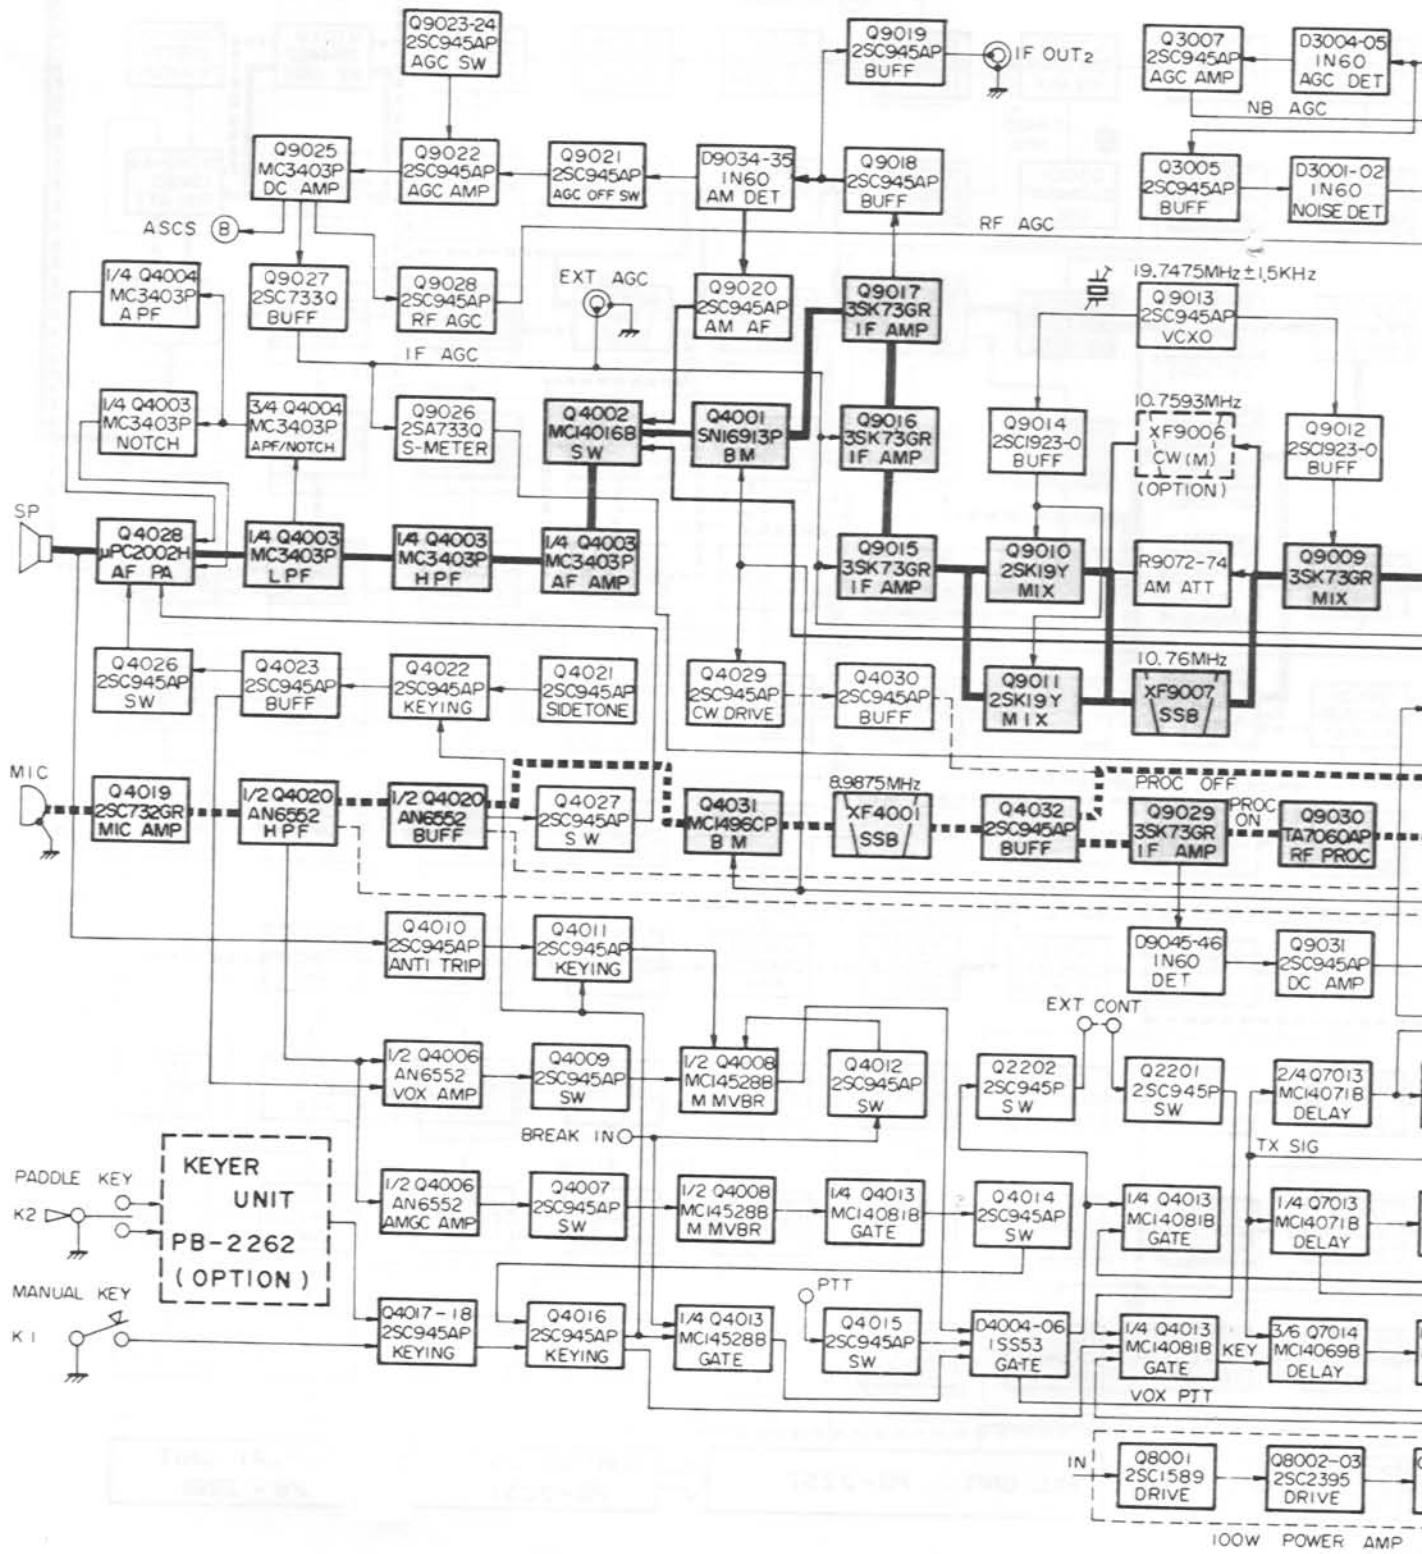 Q9023-24
2SC945AP
AGC SW
Q9019
2SC945AP
BUFF
IF OUT2
Q3007
2SC945AP
AGC AMP
D3004-05
1N60
AGC DET
NB AGC
Q9025
MC3403P
DC AMP
Q9022
2SC945AP
AGC AMP
Q9021
2SC945AP
AGC OFF SW
D9034-35
1N60
AM DET
Q9018
2SC945AP
BUFF
Q3005
2SC945AP
BUFF
D3001-02
1N60
NOISE DET
ASCS B
RF AGC
1/4 Q4004
MC3403P
APF
Q9027
2SC733Q
BUFF
Q9028
2SC945AP
RF AGC
EXT AGC
Q9020
2SC945AP
AM AF
Q9017
3SK73GR
IF AMP
19.7475MHz±1,5KHz
Q9013
2SC945AP
VCXO
IF AGC
1/4 Q4003
MC3403P
NOTCH
3/4 Q4004
MC3403P
APF/NOTCH
Q9026
2SA733Q
S-METER
Q4002
MC14016B
SW
Q4001
SN16913P
BM
Q9016
3SK73GR
IF AMP
Q9014
2SC1923-O
BUFF
10.7593MHz
XF9006
CW(M)
(OPTION)
Q9012
2SC1923-O
BUFF
SP
Q4028
μPC2002H
AF PA
1/4 Q4003
MC3403P
LPF
1/4 Q4003
MC3403P
HPF
1/4 Q4003
MC3403P
AF AMP
Q9015
3SK73GR
IF AMP
Q9010
2SK19Y
MIX
R9072-74
AM ATT
Q9009
3SK73GR
MIX
Q4026
2SC945AP
SW
Q4023
2SC945AP
BUFF
Q4022
2SC945AP
KEYING
Q4021
2SC945AP
SIDETONE
Q4029
2SC945AP
CW DRIVE
Q4030
2SC945AP
BUFF
Q9011
2SK19Y
MIX
10.76MHz
XF9007
SSB
MIC
Q4019
2SC732GR
MIC AMP
1/2 Q4020
AN6552
HPF
1/2 Q4020
AN6552
BUFF
Q4027
2SC945AP
SW
Q4031
MC1496CP
BM
8.9875MHz
XF4001
SSB
Q4032
2SC945AP
BUFF
PROC OFF
Q9029
3SK73GR
IF AMP
PROC
ON
Q9030
TA7060AP
RF PROC
Q4010
2SC945AP
ANTI TRIP
Q4011
2SC945AP
KEYING
D9045-46
1N60
DET
Q9031
2SC945AP
DC AMP
EXT CONT
1/2 Q4006
AN6552
VOX AMP
Q4009
2SC945AP
SW
1/2 Q4008
MC14528B
M MVBR
Q4012
2SC945AP
SW
Q2202
2SC945P
SW
Q2201
2SC945P
SW
2/4 Q7013
MC14071B
DELAY
BREAK IN
TX SIG
PADDLE KEY
K2
KEYER
UNIT
PB-2262
(OPTION)
1/2 Q4006
AN6552
AMGC AMP
Q4007
2SC945AP
SW
1/2 Q4008
MC14528B
M MVBR
1/4 Q4013
MC14081B
GATE
Q4014
2SC945AP
SW
1/4 Q4013
MC14081B
GATE
1/4 Q7013
MC14071B
DELAY
MANUAL KEY
K1
Q4017-18
2SC945AP
KEYING
Q4016
2SC945AP
KEYING
1/4 Q4013
MC14528B
GATE
PTT
Q4015
2SC945AP
SW
D4004-06
1SS53
GATE
1/4 Q4013
MC14081B
GATE
KEY
3/6 Q7014
MC14069B
DELAY
VOX PTT
IN
Q8001
2SC1589
DRIVE
Q8002-03
2SC2395
DRIVE
100W POWER AMP